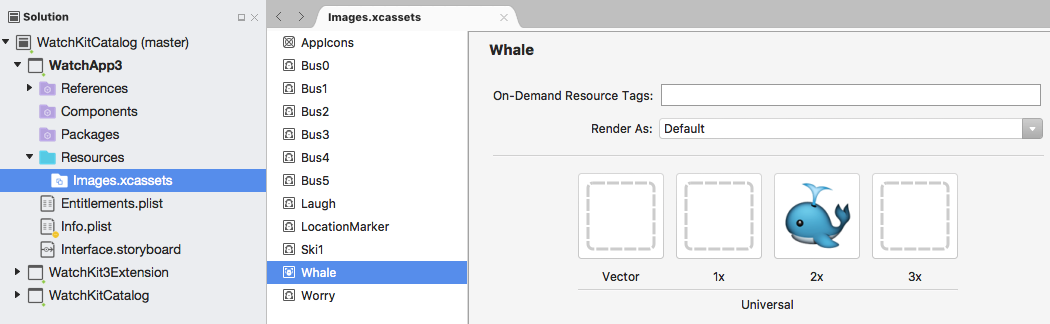 Solution
WatchKitCatalog (master)
WatchApp3
References
Components
Packages
Resources
Images.xcassets
Entitlements.plist
Info.plist
Interface.storyboard
WatchKit3Extension
WatchKitCatalog
Images.xcassets
AppIcons
Bus0
Bus1
Bus2
Bus3
Bus4
Bus5
Laugh
LocationMarker
Ski1
Whale
Worry
Whale
On-Demand Resource Tags:
Render As: Default
Vector 1x 2x 3x
Universal